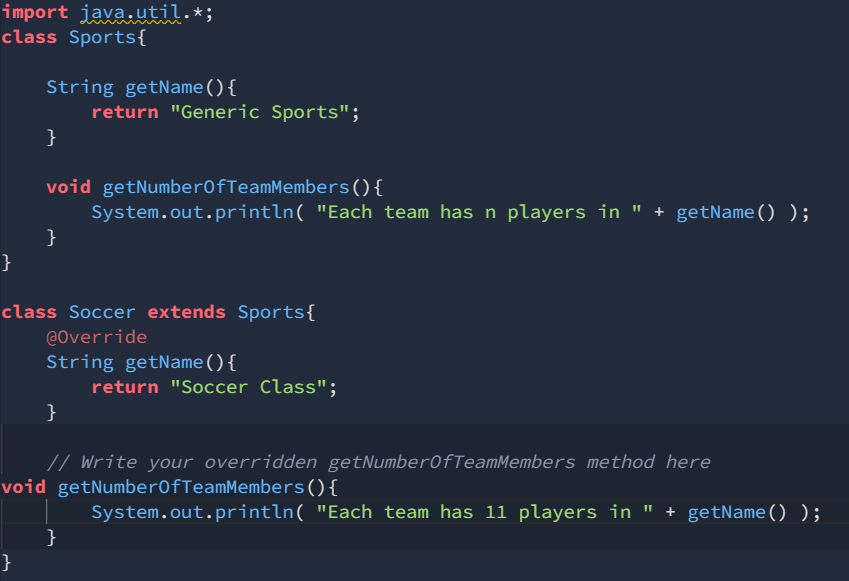 import java.util.*;
class Sports{
    String getName(){
        return "Generic Sports";
    }
    void getNumberOfTeamMembers(){
        System.out.println( "Each team has n players in " + getName() );
    }
}
class Soccer extends Sports{
    @Override
    String getName(){
        return "Soccer Class";
    }
    // Write your overridden getNumberOfTeamMembers method here
void getNumberOfTeamMembers(){
        System.out.println( "Each team has 11 players in " + getName() );
    }
}